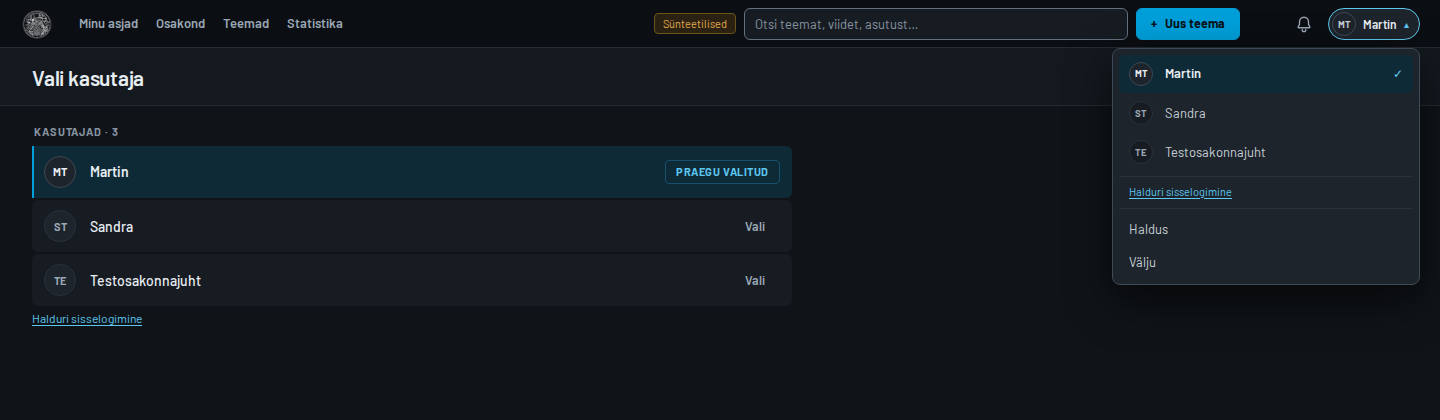 Minu asjad Osakond Teemad Statistika Sünteetilised Otsi teemat, viidet, asutust... + Uus teema MT Martin ▲
Vali kasutaja
KASUTAJAD · 3
MT Martin PRAEGU VALITUD
ST Sandra Vali
TE Testosakonnajuht Vali
Halduri sisselogimine
MT Martin ✓
ST Sandra
TE Testosakonnajuht
Halduri sisselogimine
Haldus
Välju